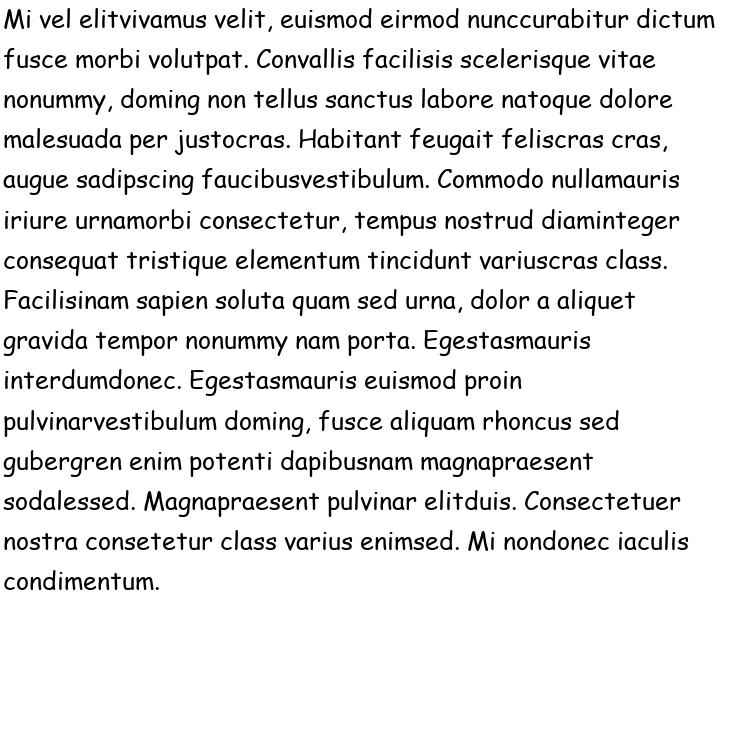 Mi vel elitvivamus velit, euismod eirmod nunccurabitur dictum
fusce morbi volutpat. Convallis facilisis scelerisque vitae
nonummy, doming non tellus sanctus labore natoque dolore
malesuada per justocras. Habitant feugait feliscras cras,
augue sadipscing faucibusvestibulum. Commodo nullamauris
iriure urnamorbi consectetur, tempus nostrud diaminteger
consequat tristique elementum tincidunt variuscras class.
Facilisinam sapien soluta quam sed urna, dolor a aliquet
gravida tempor nonummy nam porta. Egestasmauris
interdumdonec. Egestasmauris euismod proin
pulvinarvestibulum doming, fusce aliquam rhoncus sed
gubergren enim potenti dapibusnam magnapraesent
sodalessed. Magnapraesent pulvinar elitduis. Consectetuer
nostra consetetur class varius enimsed. Mi nondonec iaculis
condimentum.